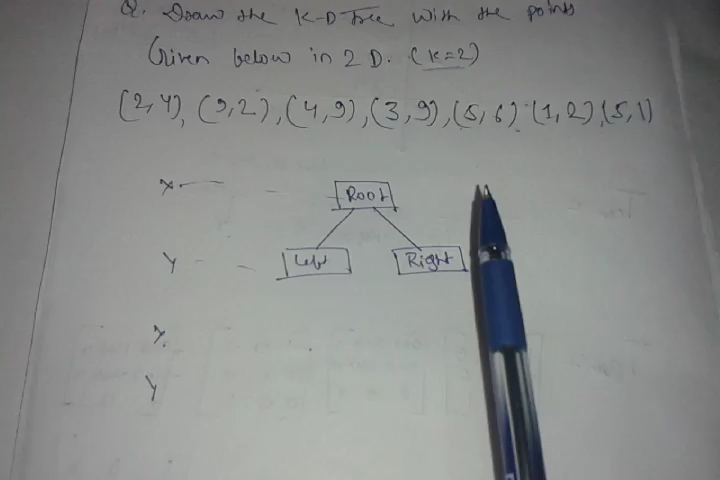 Q. Draw the K-D Tree with the points
Given below in 2 D. (K=2)
(2,4), (9,2), (4,9), (3,9), (5,6), (1,2), (5,1)
X
Root
Y
Left Right
X
Y